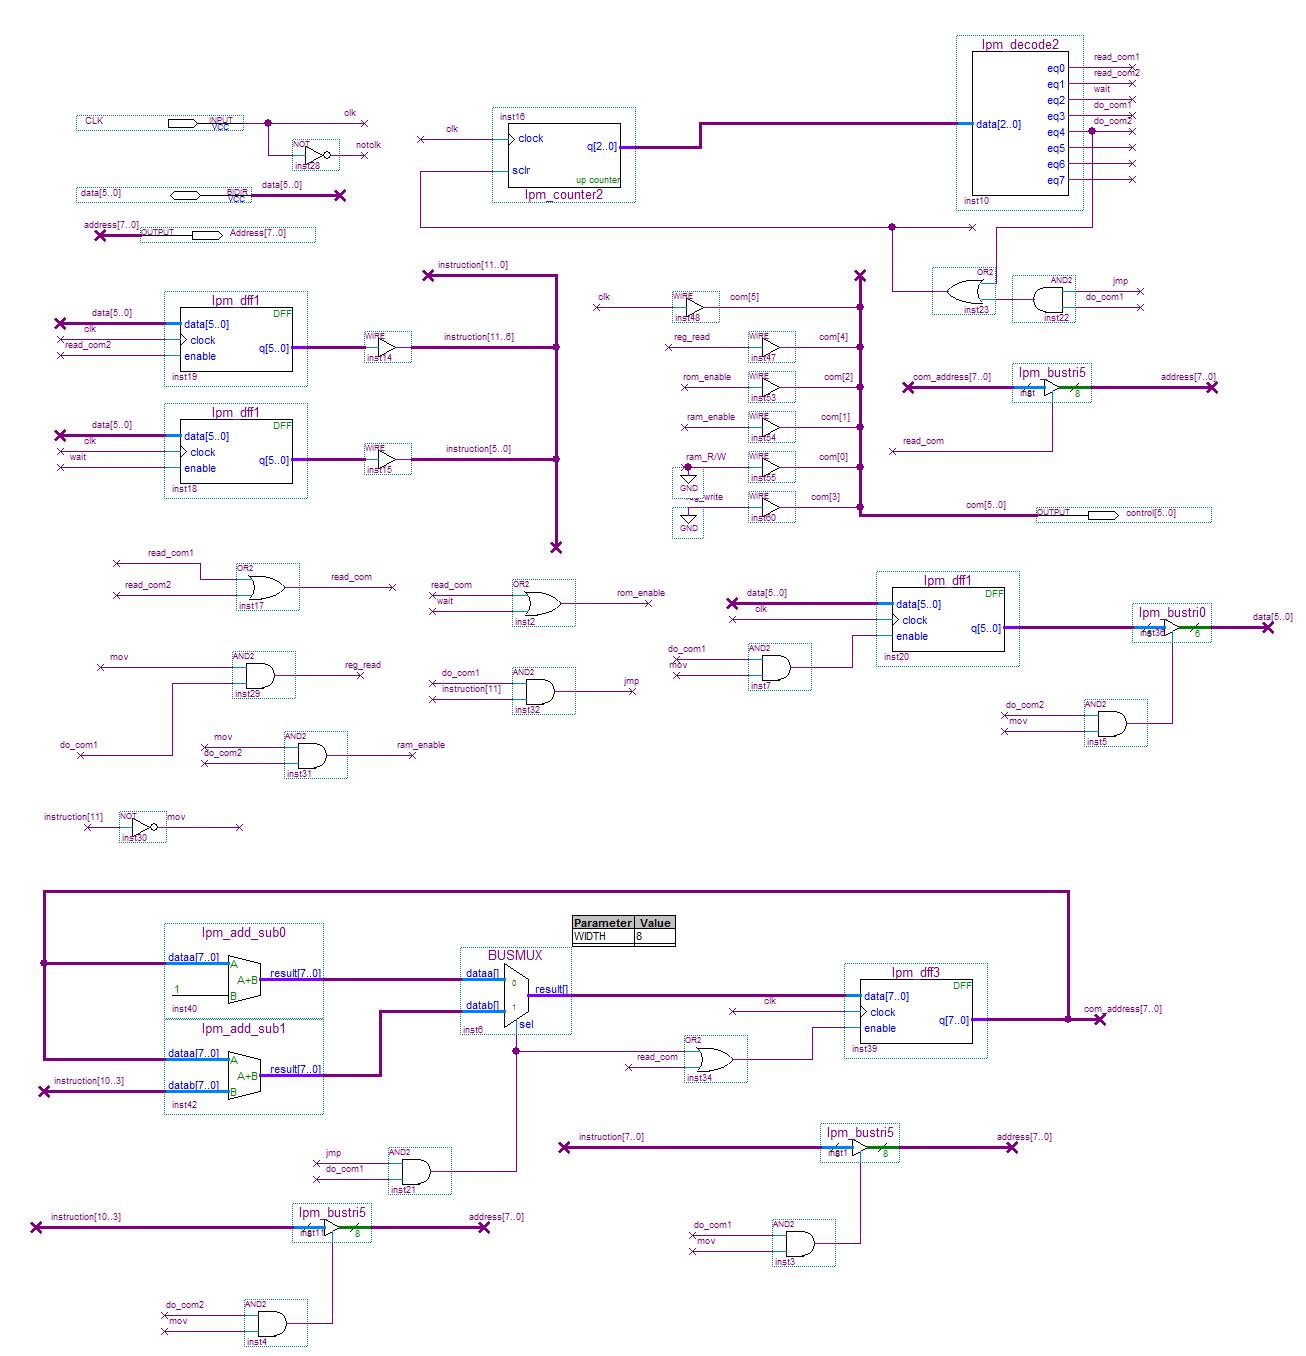 CLK
INPUT
VCC
clk
NOT
inst28
notclk
data[5..0]
BIDIR
VCC
data[5..0]
address[7..0]
OUTPUT
Address[7..0]
inst16
clk
clock
q[2..0]
sclr
up counter
lpm_counter2
lpm_decode2
data[2..0]
eq0
eq1
eq2
eq3
eq4
eq5
eq6
eq7
read_com1
read_com2
wait
do_com1
do_com2
inst10
OR2
inst23
AND2
inst22
jmp
do_com1
lpm_dff1
DFF
data[5..0]
clk
read_com2
data[5..0]
clock
enable
q[5..0]
inst19
WIRE
inst14
instruction[11..6]
instruction[11..0]
lpm_dff1
DFF
data[5..0]
clk
wait
data[5..0]
clock
enable
q[5..0]
inst18
WIRE
inst15
instruction[5..0]
clk
WIRE
inst48
com[5]
reg_read
WIRE
inst47
com[4]
rom_enable
WIRE
inst53
com[2]
ram_enable
WIRE
inst54
com[1]
ram_R/W
WIRE
inst55
com[0]
GND
WIRE
inst60
com[3]
GND
com[5..0]
OUTPUT
control[5..0]
com_address[7..0]
lpm_bustri5
8
inst
8
address[7..0]
read_com
read_com1
read_com2
OR2
inst17
read_com
read_com
wait
OR2
inst2
rom_enable
mov
do_com1
AND2
inst29
reg_read
do_com1
instruction[11]
AND2
inst32
jmp
mov
do_com2
AND2
inst31
ram_enable
data[5..0]
clk
lpm_dff1
DFF
data[5..0]
clock
enable
q[5..0]
inst20
do_com1
mov
AND2
inst7
lpm_bustri0
6
inst36
6
data[5..0]
do_com2
mov
AND2
inst5
instruction[11]
NOT
inst30
mov
lpm_add_sub0
dataa[7..0]
A
A+B
B
1
result[7..0]
inst40
lpm_add_sub1
dataa[7..0]
datab[7..0]
A
A+B
B
result[7..0]
inst42
instruction[10..3]
Parameter Value
WIDTH 8
BUSMUX
dataa[]
datab[]
0
1
result[]
sel
inst6
lpm_dff3
DFF
clk
data[7..0]
clock
enable
q[7..0]
inst39
com_address[7..0]
read_com
OR2
inst34
jmp
do_com1
AND2
inst21
instruction[7..0]
lpm_bustri5
8
inst1
8
address[7..0]
do_com1
mov
AND2
inst3
instruction[10..3]
lpm_bustri5
8
inst11
8
address[7..0]
do_com2
mov
AND2
inst4